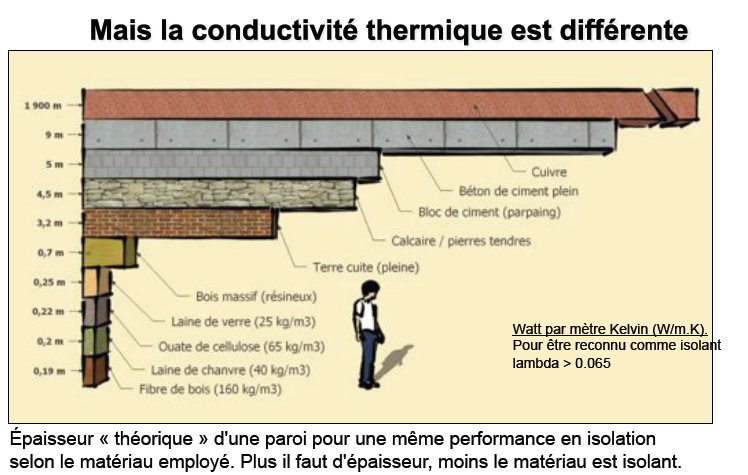 Mais la conductivité thermique est différente
1 900 m
9 m
5 m
4,5 m
3,2 m
0,7 m
0,25 m
0,22 m
0,2 m
0,19 m
Cuivre
Béton de ciment plein
Bloc de ciment (parpaing)
Calcaire / pierres tendres
Terre cuite (pleine)
Bois massif (résineux)
Laine de verre (25 kg/m3)
Ouate de cellulose (65 kg/m3)
Laine de chanvre (40 kg/m3)
Fibre de bois (160 kg/m3)
Watt par mètre Kelvin (W/m.K).
Pour être reconnu comme isolant
lambda > 0.065
Épaisseur « théorique » d'une paroi pour une même performance en isolation
selon le matériau employé. Plus il faut d'épaisseur, moins le matériau est isolant.